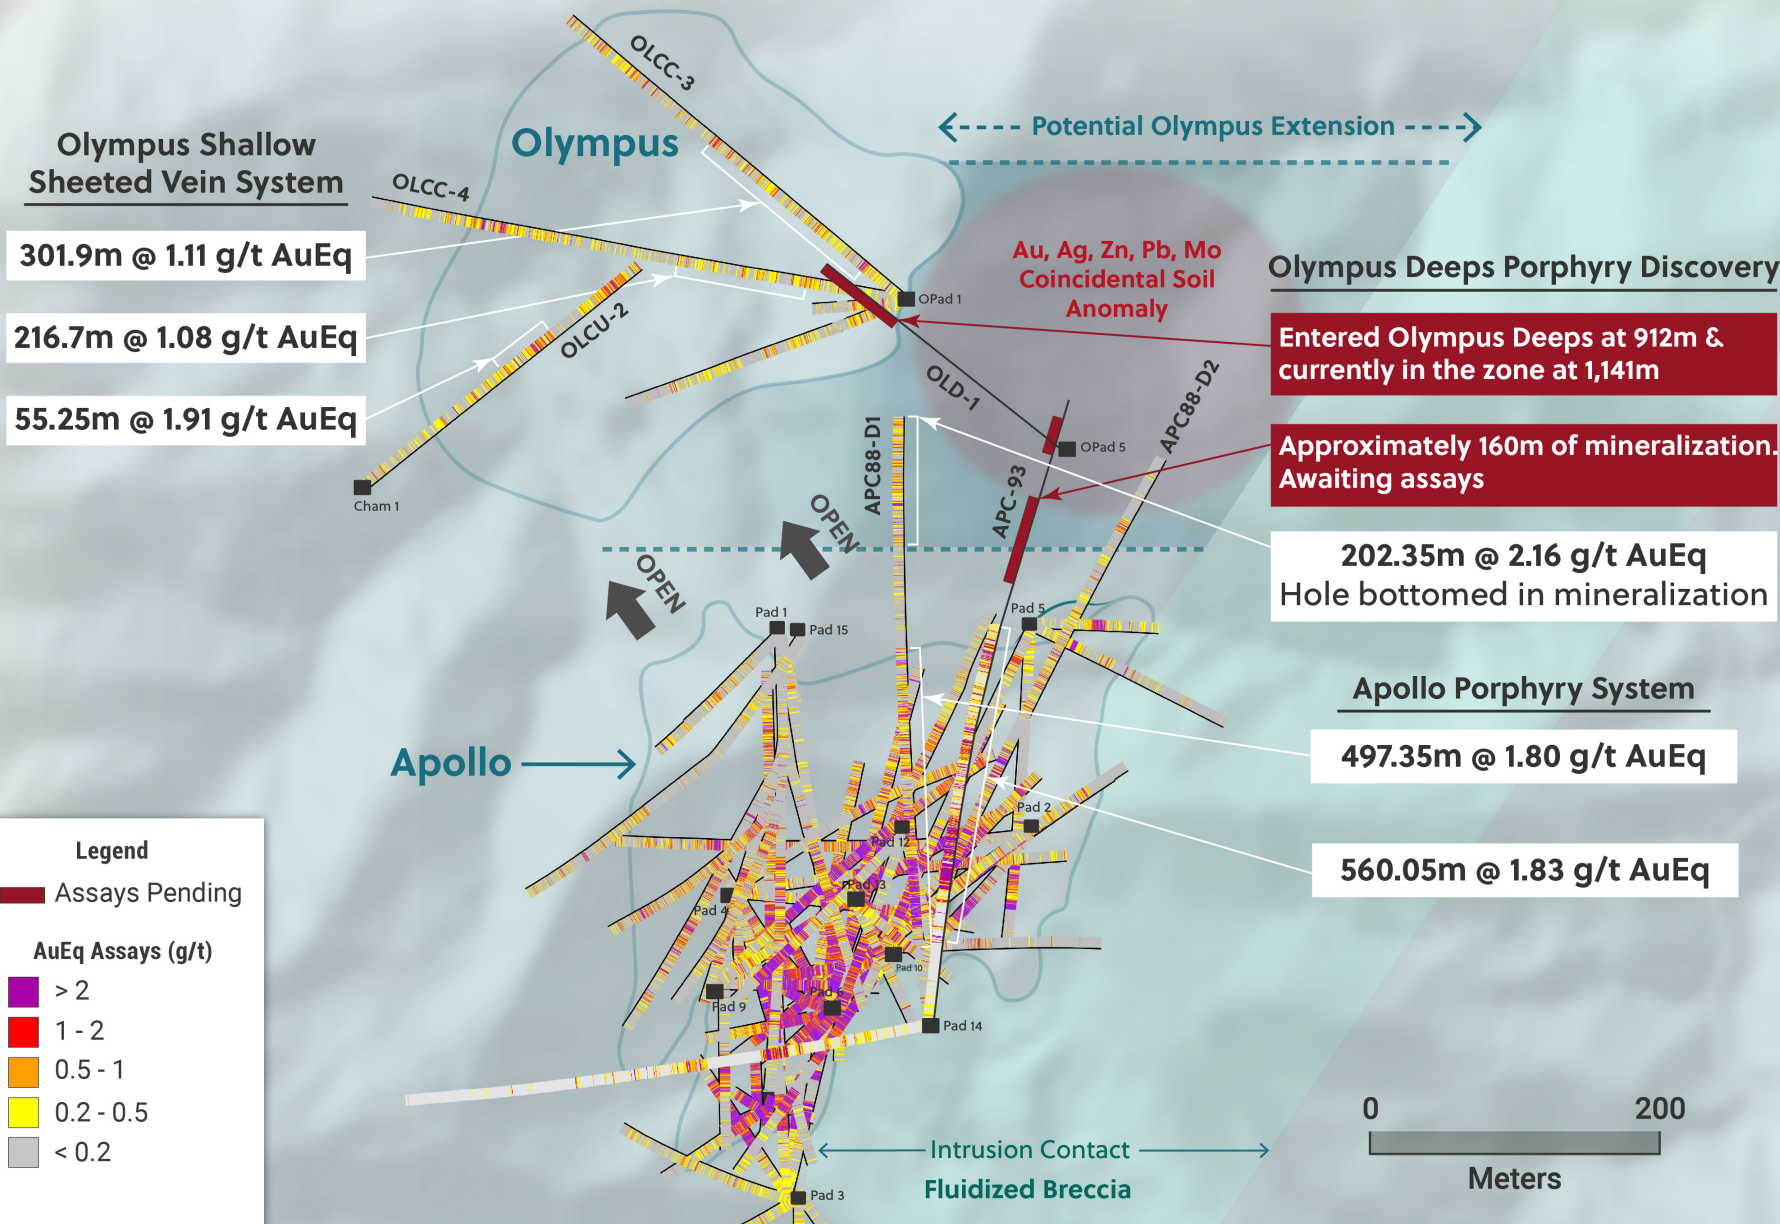 OLCC-3
Olympus
Potential Olympus Extension
Olympus Shallow
Sheeted Vein System
OLCC-4
301.9m @ 1.11 g/t AuEq
216.7m @ 1.08 g/t AuEq
55.25m @ 1.91 g/t AuEq
OLCU-2
Cham 1
OPad 1
Au, Ag, Zn, Pb, Mo
Coincidental Soil
Anomaly
Olympus Deeps Porphyry Discovery
Entered Olympus Deeps at 912m &
currently in the zone at 1,141m
Approximately 160m of mineralization.
Awaiting assays
202.35m @ 2.16 g/t AuEq
Hole bottomed in mineralization
OLD-1
APC88-D2
APC88-D1
OPad 5
APC-93
OPEN
OPEN
Pad 1
Pad 15
Pad 5
Apollo Porphyry System
497.35m @ 1.80 g/t AuEq
560.05m @ 1.83 g/t AuEq
Apollo
Pad 2
Pad 12
Pad 13
Pad 4
Pad 10
Pad 6
Pad 9
Pad 14
Pad 3
Legend
Assays Pending
AuEq Assays (g/t)
> 2
1 - 2
0.5 - 1
0.2 - 0.5
< 0.2
Intrusion Contact
Fluidized Breccia
0 200
Meters